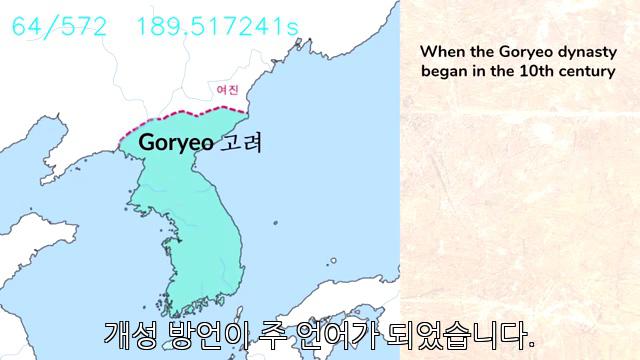 64/572 189.517241s
When the Goryeo dynasty
began in the 10th century
여진
Goryeo 고려
개성 방언이 주 언어가 되었습니다.